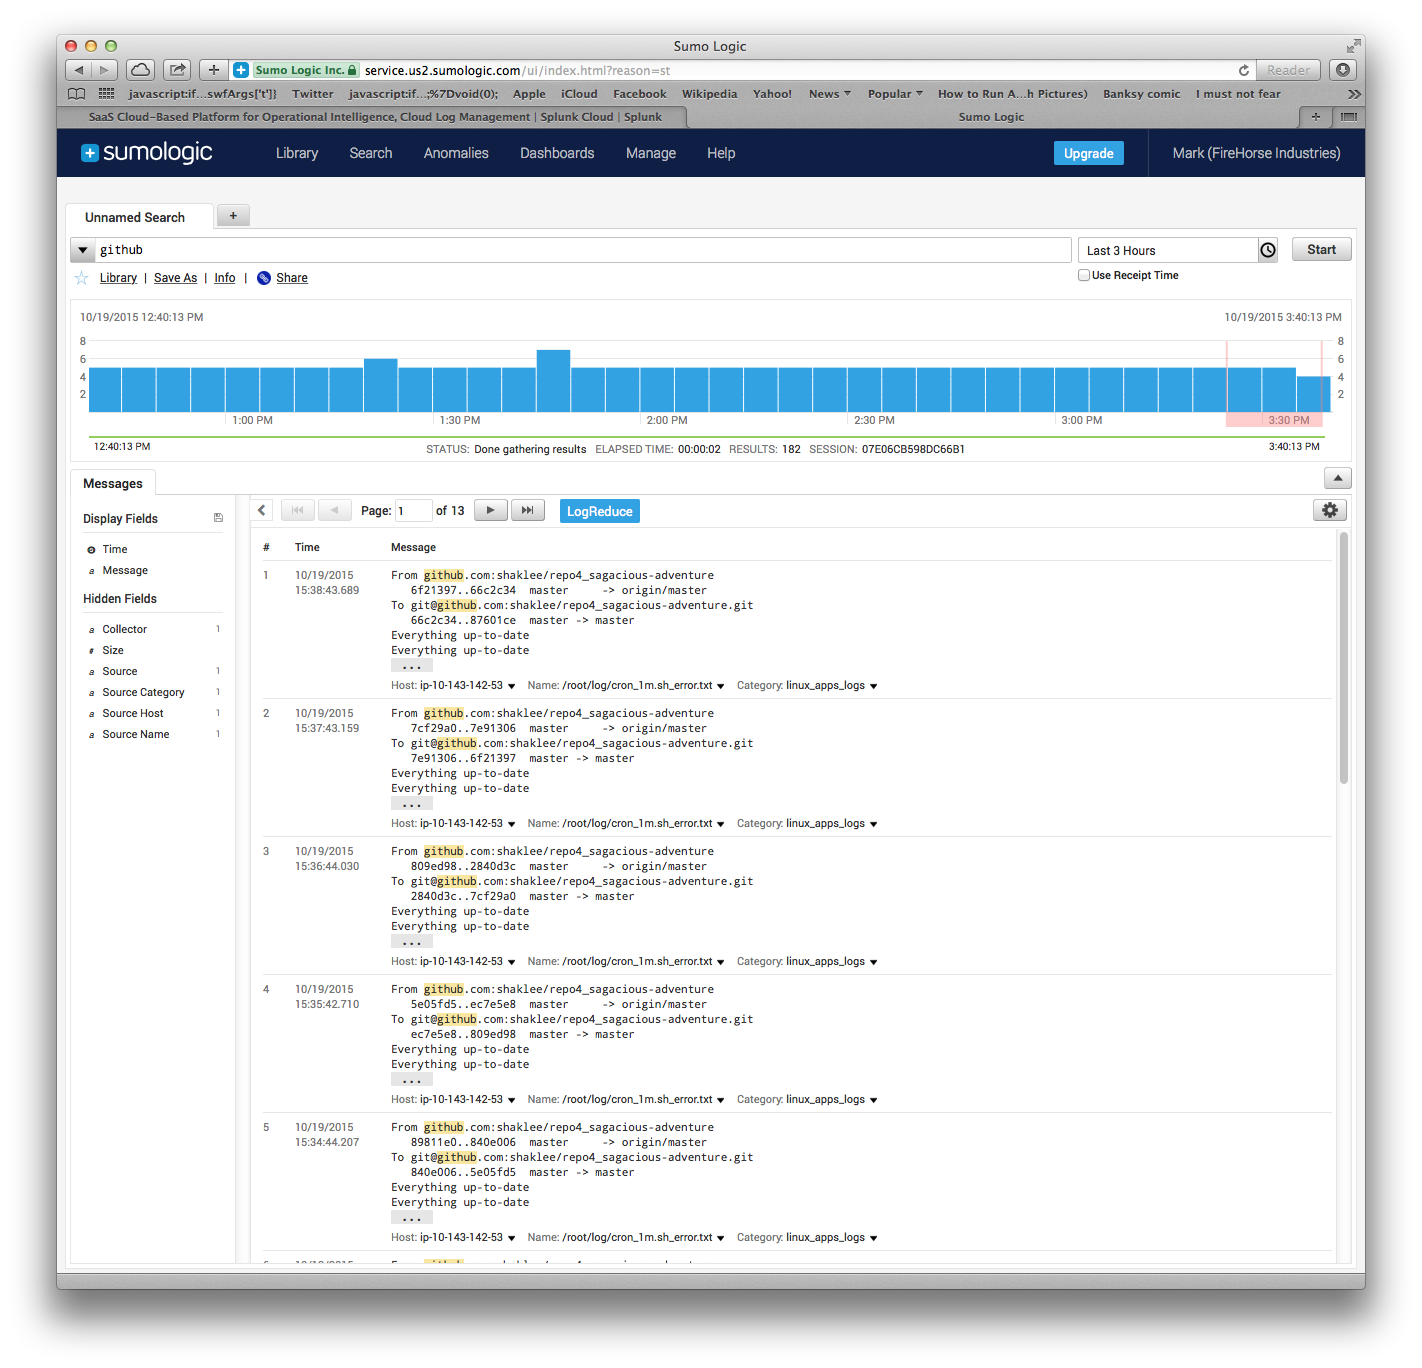 Sumo Logic
Sumo Logic Inc. service.us2.sumologic.com/ui/index.html?reason=st Reader
javascript:if...swfArgs['t']} Twitter javascript:if...;%7Dvoid(0); Apple iCloud Facebook Wikipedia Yahoo! News Popular How to Run A...h Pictures) Banksy comic I must not fear
SaaS Cloud-Based Platform for Operational Intelligence, Cloud Log Management | Splunk Cloud | Splunk Sumo Logic
sumologic Library Search Anomalies Dashboards Manage Help Upgrade Mark (FireHorse Industries)
Unnamed Search +
github Last 3 Hours Start
Library | Save As | Info | Share Use Receipt Time
10/19/2015 12:40:13 PM 10/19/2015 3:40:13 PM
8 8
6 6
4 4
2 2
1:00 PM 1:30 PM 2:00 PM 2:30 PM 3:00 PM 3:30 PM
12:40:13 PM STATUS: Done gathering results ELAPSED TIME: 00:00:02 RESULTS: 182 SESSION: 07E06CB598DC66B1 3:40:13 PM
Messages
Display Fields
Time
a Message
Hidden Fields
a Collector 1
# Size
a Source 1
a Source Category 1
a Source Host 1
a Source Name 1
Page: 1 of 13 LogReduce
# Time Message
1 10/19/2015 From github.com:shaklee/repo4_sagacious-adventure
15:38:43.689 6f21397..66c2c34 master -> origin/master
To git@github.com:shaklee/repo4_sagacious-adventure.git
66c2c34..87601ce master -> master
Everything up-to-date
Everything up-to-date
...
Host: ip-10-143-142-53 Name: /root/log/cron_1m.sh_error.txt Category: linux_apps_logs
2 10/19/2015 From github.com:shaklee/repo4_sagacious-adventure
15:37:43.159 7cf29a0..7e91306 master -> origin/master
To git@github.com:shaklee/repo4_sagacious-adventure.git
7e91306..6f21397 master -> master
Everything up-to-date
Everything up-to-date
...
Host: ip-10-143-142-53 Name: /root/log/cron_1m.sh_error.txt Category: linux_apps_logs
3 10/19/2015 From github.com:shaklee/repo4_sagacious-adventure
15:36:44.030 809ed98..2840d3c master -> origin/master
To git@github.com:shaklee/repo4_sagacious-adventure.git
2840d3c..7cf29a0 master -> master
Everything up-to-date
Everything up-to-date
...
Host: ip-10-143-142-53 Name: /root/log/cron_1m.sh_error.txt Category: linux_apps_logs
4 10/19/2015 From github.com:shaklee/repo4_sagacious-adventure
15:35:42.710 5e05fd5..ec7e5e8 master -> origin/master
To git@github.com:shaklee/repo4_sagacious-adventure.git
ec7e5e8..809ed98 master -> master
Everything up-to-date
Everything up-to-date
...
Host: ip-10-143-142-53 Name: /root/log/cron_1m.sh_error.txt Category: linux_apps_logs
5 10/19/2015 From github.com:shaklee/repo4_sagacious-adventure
15:34:44.207 89811e0..840e006 master -> origin/master
To git@github.com:shaklee/repo4_sagacious-adventure.git
840e006..5e05fd5 master -> master
Everything up-to-date
Everything up-to-date
...
Host: ip-10-143-142-53 Name: /root/log/cron_1m.sh_error.txt Category: linux_apps_logs